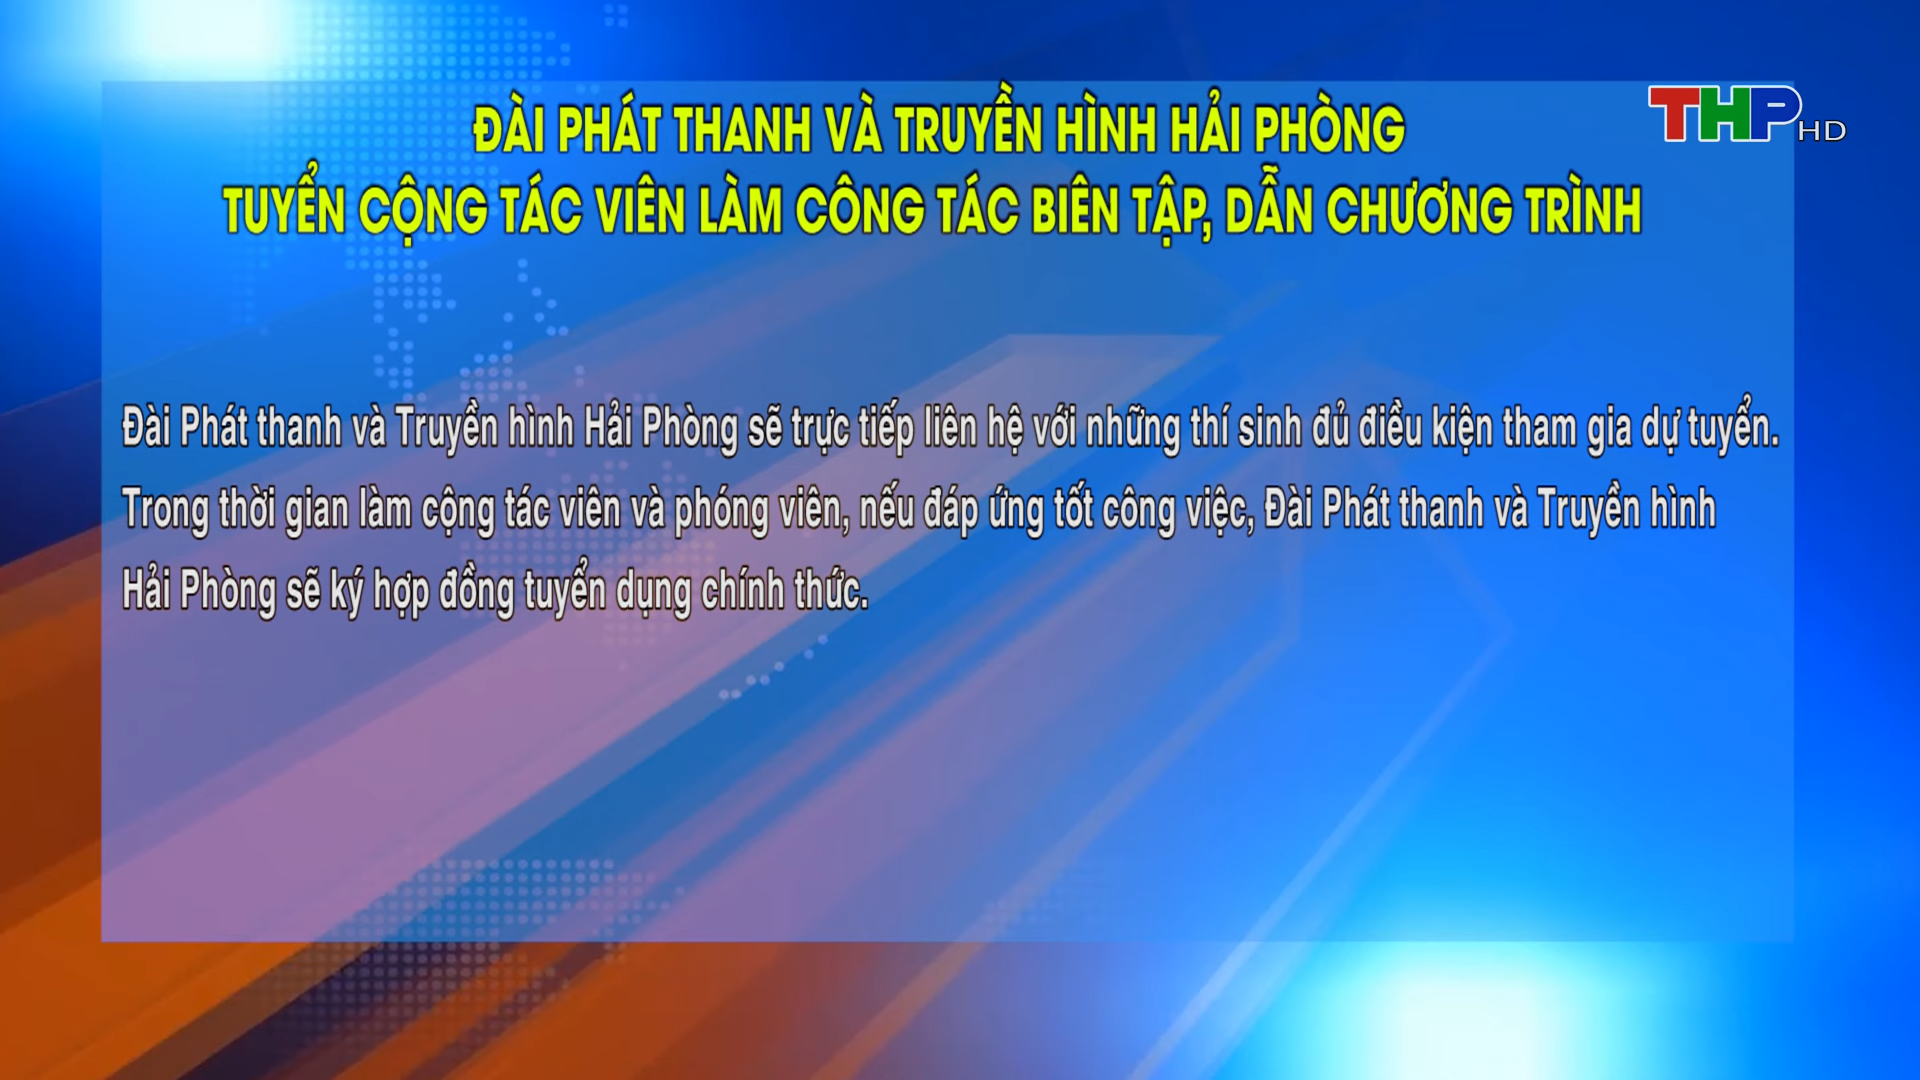 THPHD
ĐÀI PHÁT THANH VÀ TRUYỀN HÌNH HẢI PHÒNG
TUYỂN CỘNG TÁC VIÊN LÀM CÔNG TÁC BIÊN TẬP, DẪN CHƯƠNG TRÌNH
Đài Phát thanh và Truyền hình Hải Phòng sẽ trực tiếp liên hệ với những thí sinh đủ điều kiện tham gia dự tuyển.
Trong thời gian làm cộng tác viên và phóng viên, nếu đáp ứng tốt công việc, Đài Phát thanh và Truyền hình
Hải Phòng sẽ ký hợp đồng tuyển dụng chính thức.